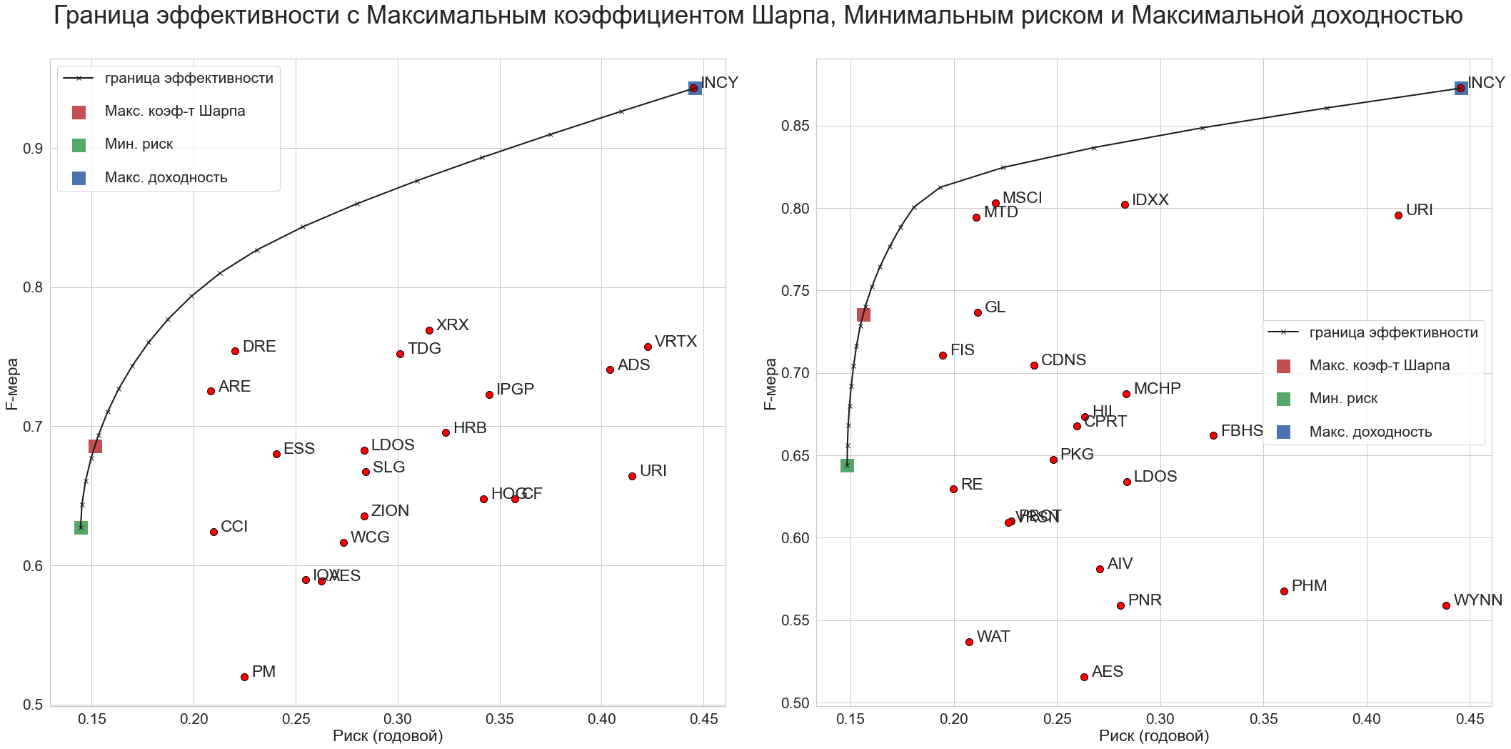 Граница эффективности с Максимальным коэффициентом Шарпа, Минимальным риском и Максимальной доходностью
граница эффективности
Макс. коэф-т Шарпа
Мин. риск
Макс. доходность
INCY
0.9
0.8
XRX
VRTX
DRE
TDG
ADS
ARE
IPGP
F-мера
0.7
HRB
ESS
LDOS
SLG
URI
HOG
CF
ZION
CCI
WCG
0.6
AES
PM
0.5
0.15
0.20
0.25
0.30
0.35
0.40
0.45
Риск (годовой)
INCY
0.85
0.80
MSCI
IDXX
MTD
URI
0.75
GL
граница эффективности
Макс. коэф-т Шарпа
Мин. риск
Макс. доходность
FIS
CDNS
0.70
F-мера
MCHP
HII
CPRT
FBHS
PKG
0.65
LDOS
RE
VRSN
0.60
AIV
PHM
PNR
WYNN
0.55
WAT
AES
0.50
0.15
0.20
0.25
0.30
0.35
0.40
0.45
Риск (годовой)